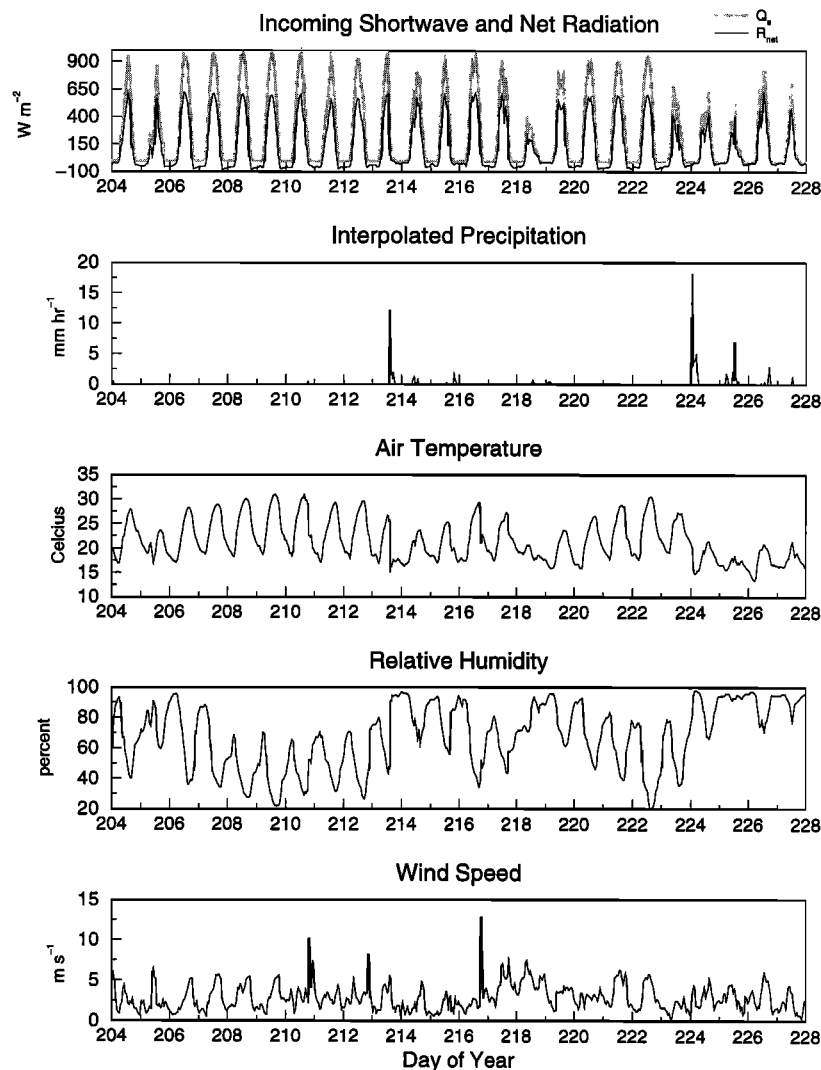 Incoming Shortwave and Net Radiation
Qs
Rnet
W m−2
900
650
400
150
−100
204 206 208 210 212 214 216 218 220 222 224 226 228
Interpolated Precipitation
mm hr−1
20
15
10
5
0
204 206 208 210 212 214 216 218 220 222 224 226 228
Air Temperature
Celcius
35
30
25
20
15
10
204 206 208 210 212 214 216 218 220 222 224 226 228
Relative Humidity
percent
100
80
60
40
20
204 206 208 210 212 214 216 218 220 222 224 226 228
Wind Speed
m s−1
15
10
5
0
204 206 208 210 212 214 216 218 220 222 224 226 228
Day of Year